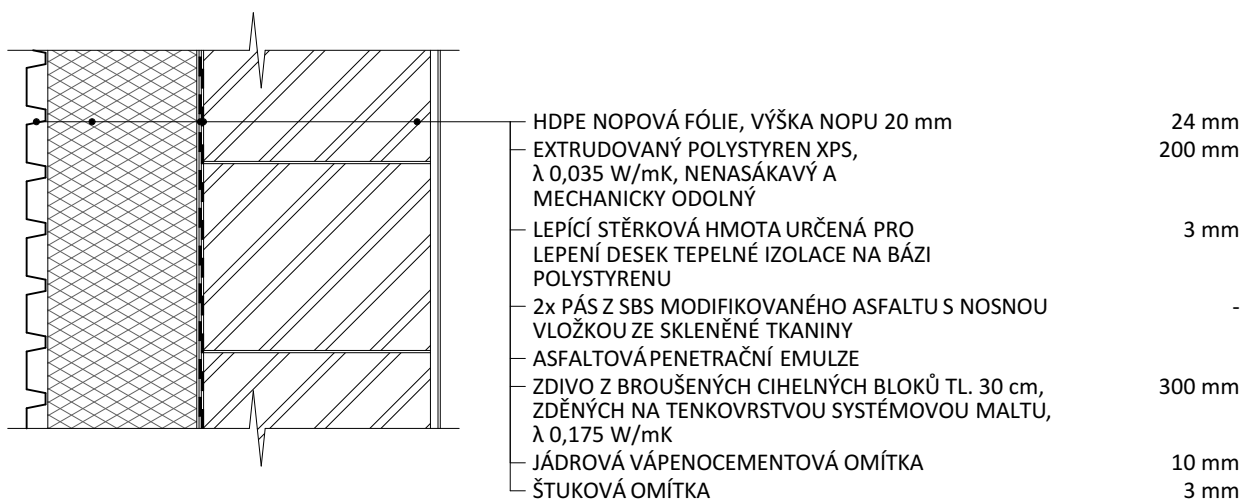 HDPE NOPOVÁ FÓLIE, VÝŠKA NOPU 20 mm 24 mm
EXTRUDOVANÝ POLYSTYREN XPS, 200 mm
λ 0,035 W/mK, NENASÁKAVÝ A
MECHANICKY ODOLNÝ
LEPÍCÍ STĚRKOVÁ HMOTA URČENÁ PRO 3 mm
LEPENÍ DESEK TEPELNÉ IZOLACE NA BÁZI
POLYSTYRENU
2x PÁS Z SBS MODIFIKOVANÉHO ASFALTU S NOSNOU -
VLOŽKOU ZE SKLENĚNÉ TKANINY
ASFALTOVÁ PENETRAČNÍ EMULZE
ZDIVO Z BROUŠENÝCH CIHELNÝCH BLOKŮ TL. 30 cm, 300 mm
ZDĚNÝCH NA TENKOVRSTVOU SYSTÉMOVOU MALTU,
λ 0,175 W/mK
JÁDROVÁ VÁPENOCEMENTOVÁ OMÍTKA 10 mm
ŠTUKOVÁ OMÍTKA 3 mm